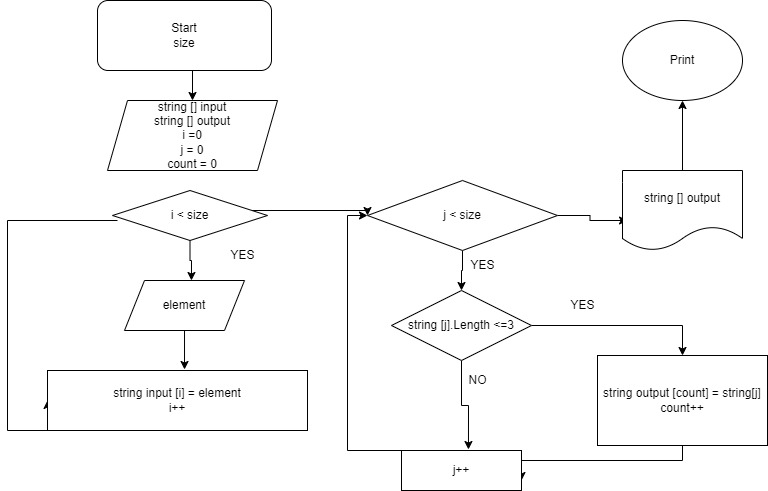 Start
size
string [] input
string [] output
i =0
j = 0
count = 0
i < size
YES
element
string input [i] = element
i++
j < size
YES
string [j].Length <=3
YES
NO
string output [count] = string[j]
count++
j++
string [] output
Print